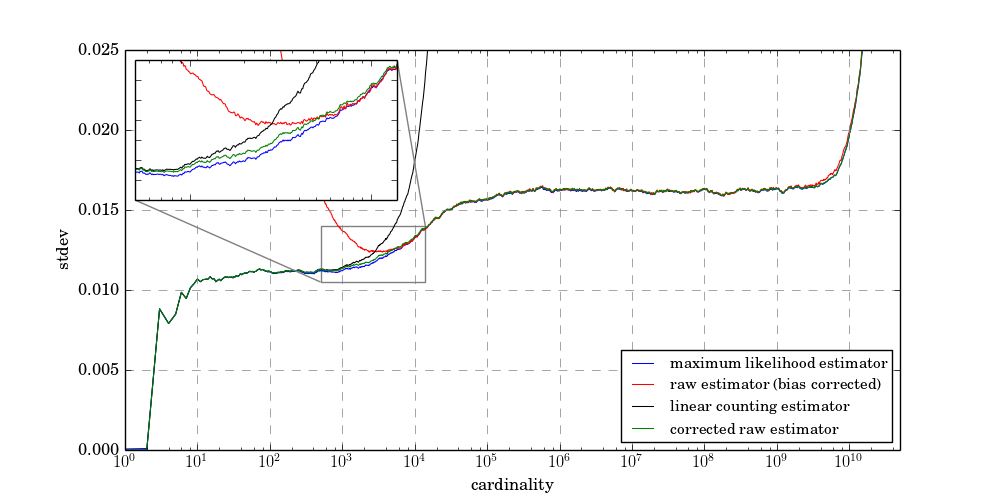 0.025
0.020
0.015
0.010
0.005
0.000
stdev
10^0 10^1 10^2 10^3 10^4 10^5 10^6 10^7 10^8 10^9 10^10
cardinality
maximum likelihood estimator
raw estimator (bias corrected)
linear counting estimator
corrected raw estimator